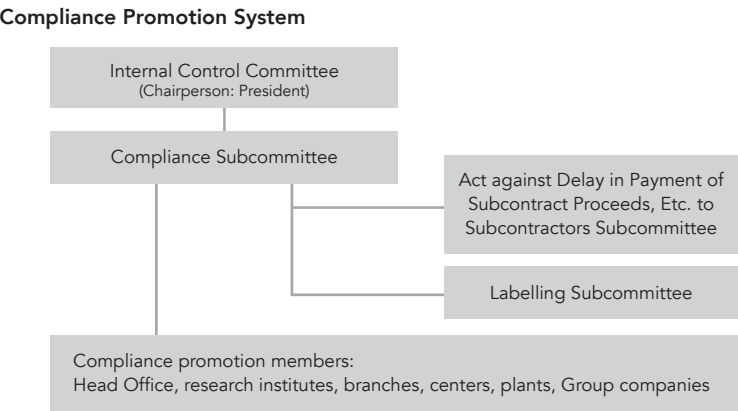 Compliance Promotion System
Internal Control Committee
(Chairperson: President)
Compliance Subcommittee
Act against Delay in Payment of
Subcontract Proceeds, Etc. to
Subcontractors Subcommittee
Labelling Subcommittee
Compliance promotion members:
Head Office, research institutes, branches, centers, plants, Group companies